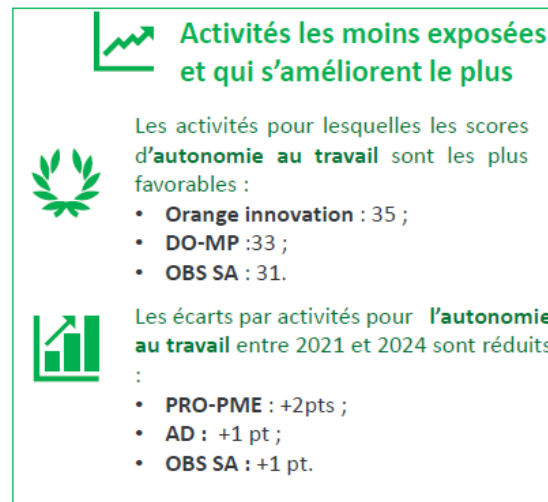 Activités les moins exposées
et qui s'améliorent le plus
Les activités pour lesquelles les scores
d'autonomie au travail sont les plus
favorables :
• Orange innovation : 35 ;
• DO-MP :33 ;
• OBS SA : 31.
Les écarts par activités pour l'autonomie
au travail entre 2021 et 2024 sont réduits
:
• PRO-PME : +2pts ;
• AD : +1 pt ;
• OBS SA : +1 pt.